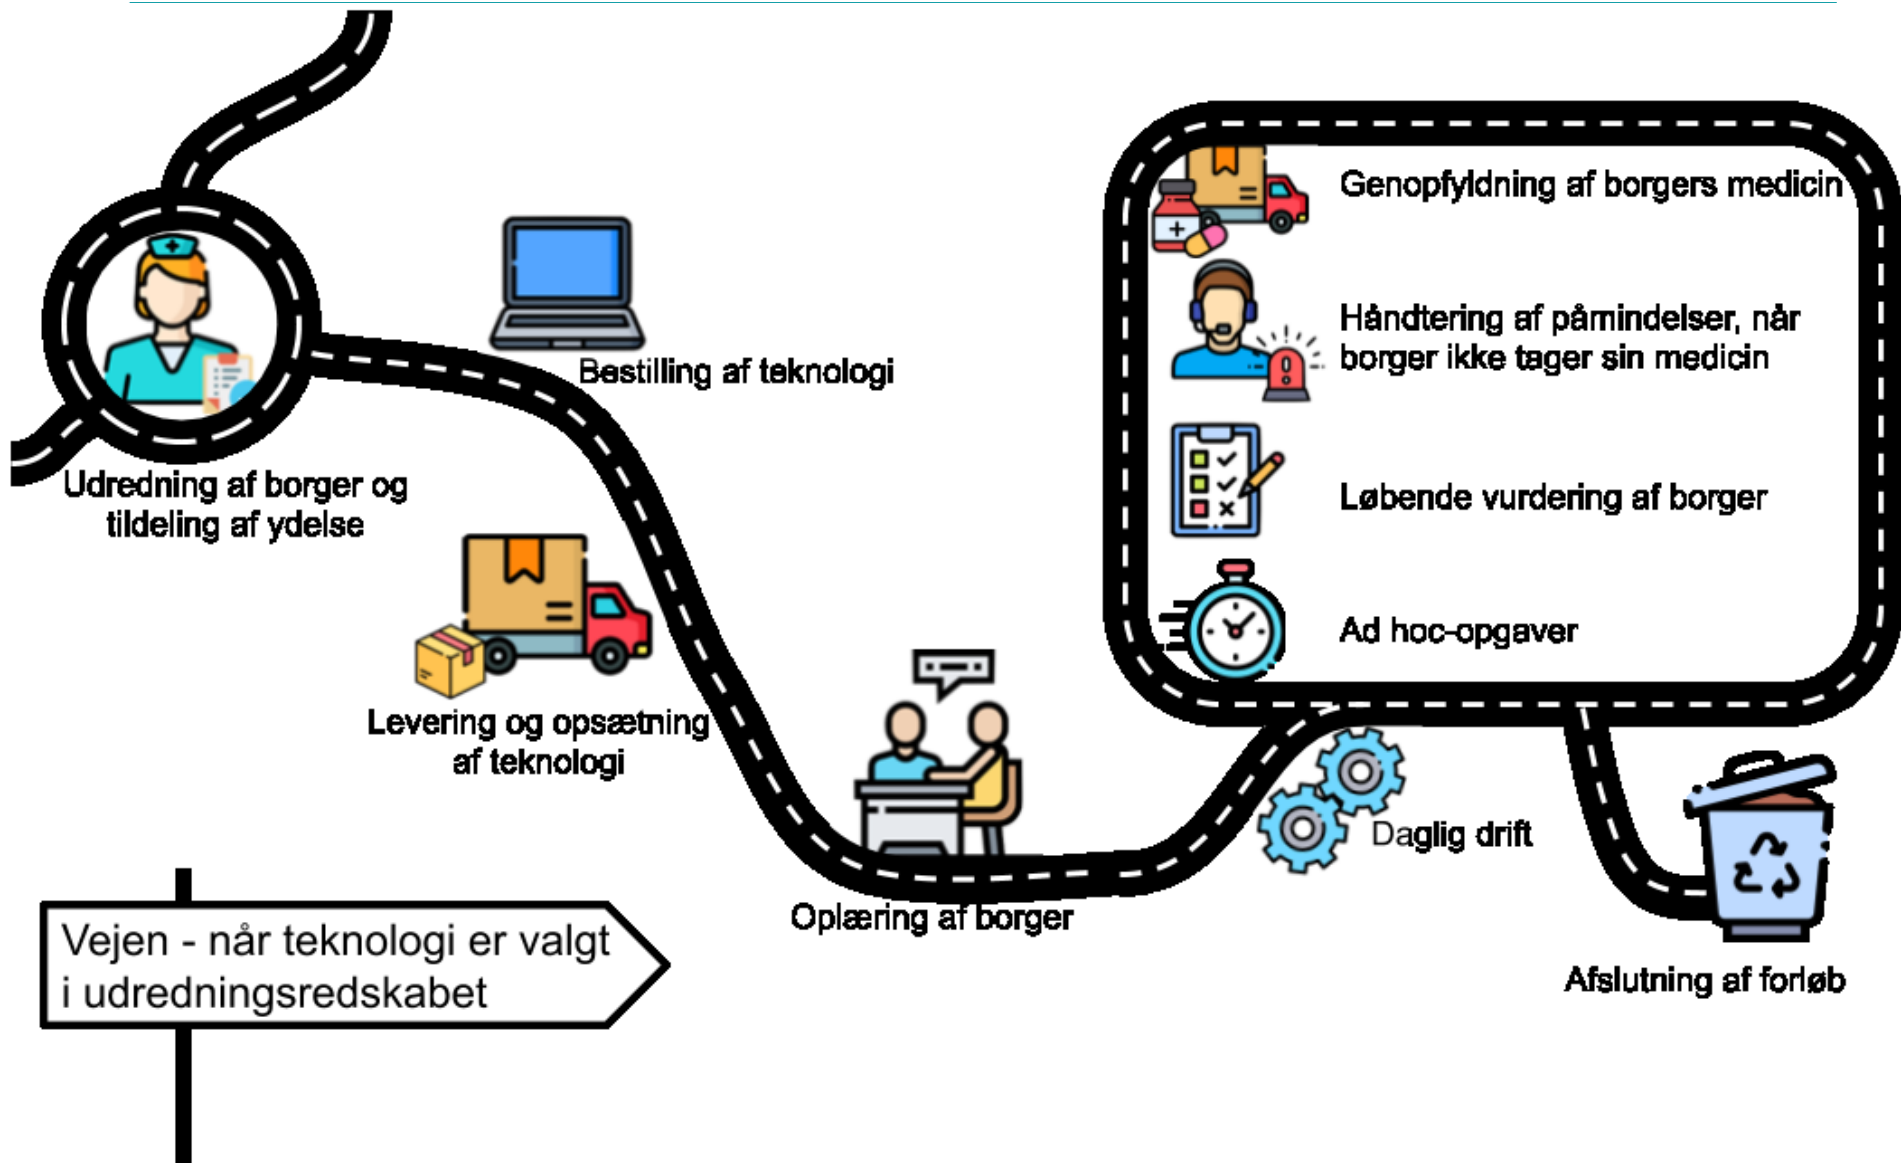 Udredning af borger og
tildeling af ydelse
Bestilling af teknologi
Levering og opsætning
af teknologi
Oplæring af borger
Daglig drift
Genopfyldning af borgers medicin
Håndtering af påmindelser, når
borger ikke tager sin medicin
Løbende vurdering af borger
Ad hoc-opgaver
Afslutning af forløb
Vejen - når teknologi er valgt
i udredningsredskabet